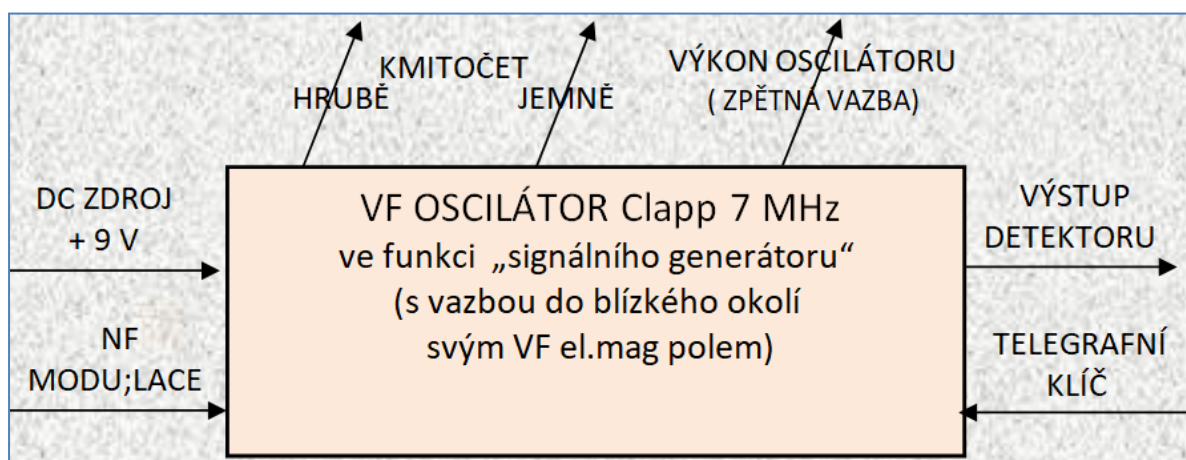 KMITOČET
HRUBĚ
JEMNĚ
VÝKON OSCILÁTORU
( ZPĚTNÁ VAZBA)
DC ZDROJ
+ 9 V
NF
MODU;LACE
VF OSCILÁTOR Clapp 7 MHz
ve funkci „signálního generátoru“
(s vazbou do blízkého okolí
svým VF el.mag polem)
VÝSTUP
DETEKTORU
TELEGRAFNÍ
KLÍČ